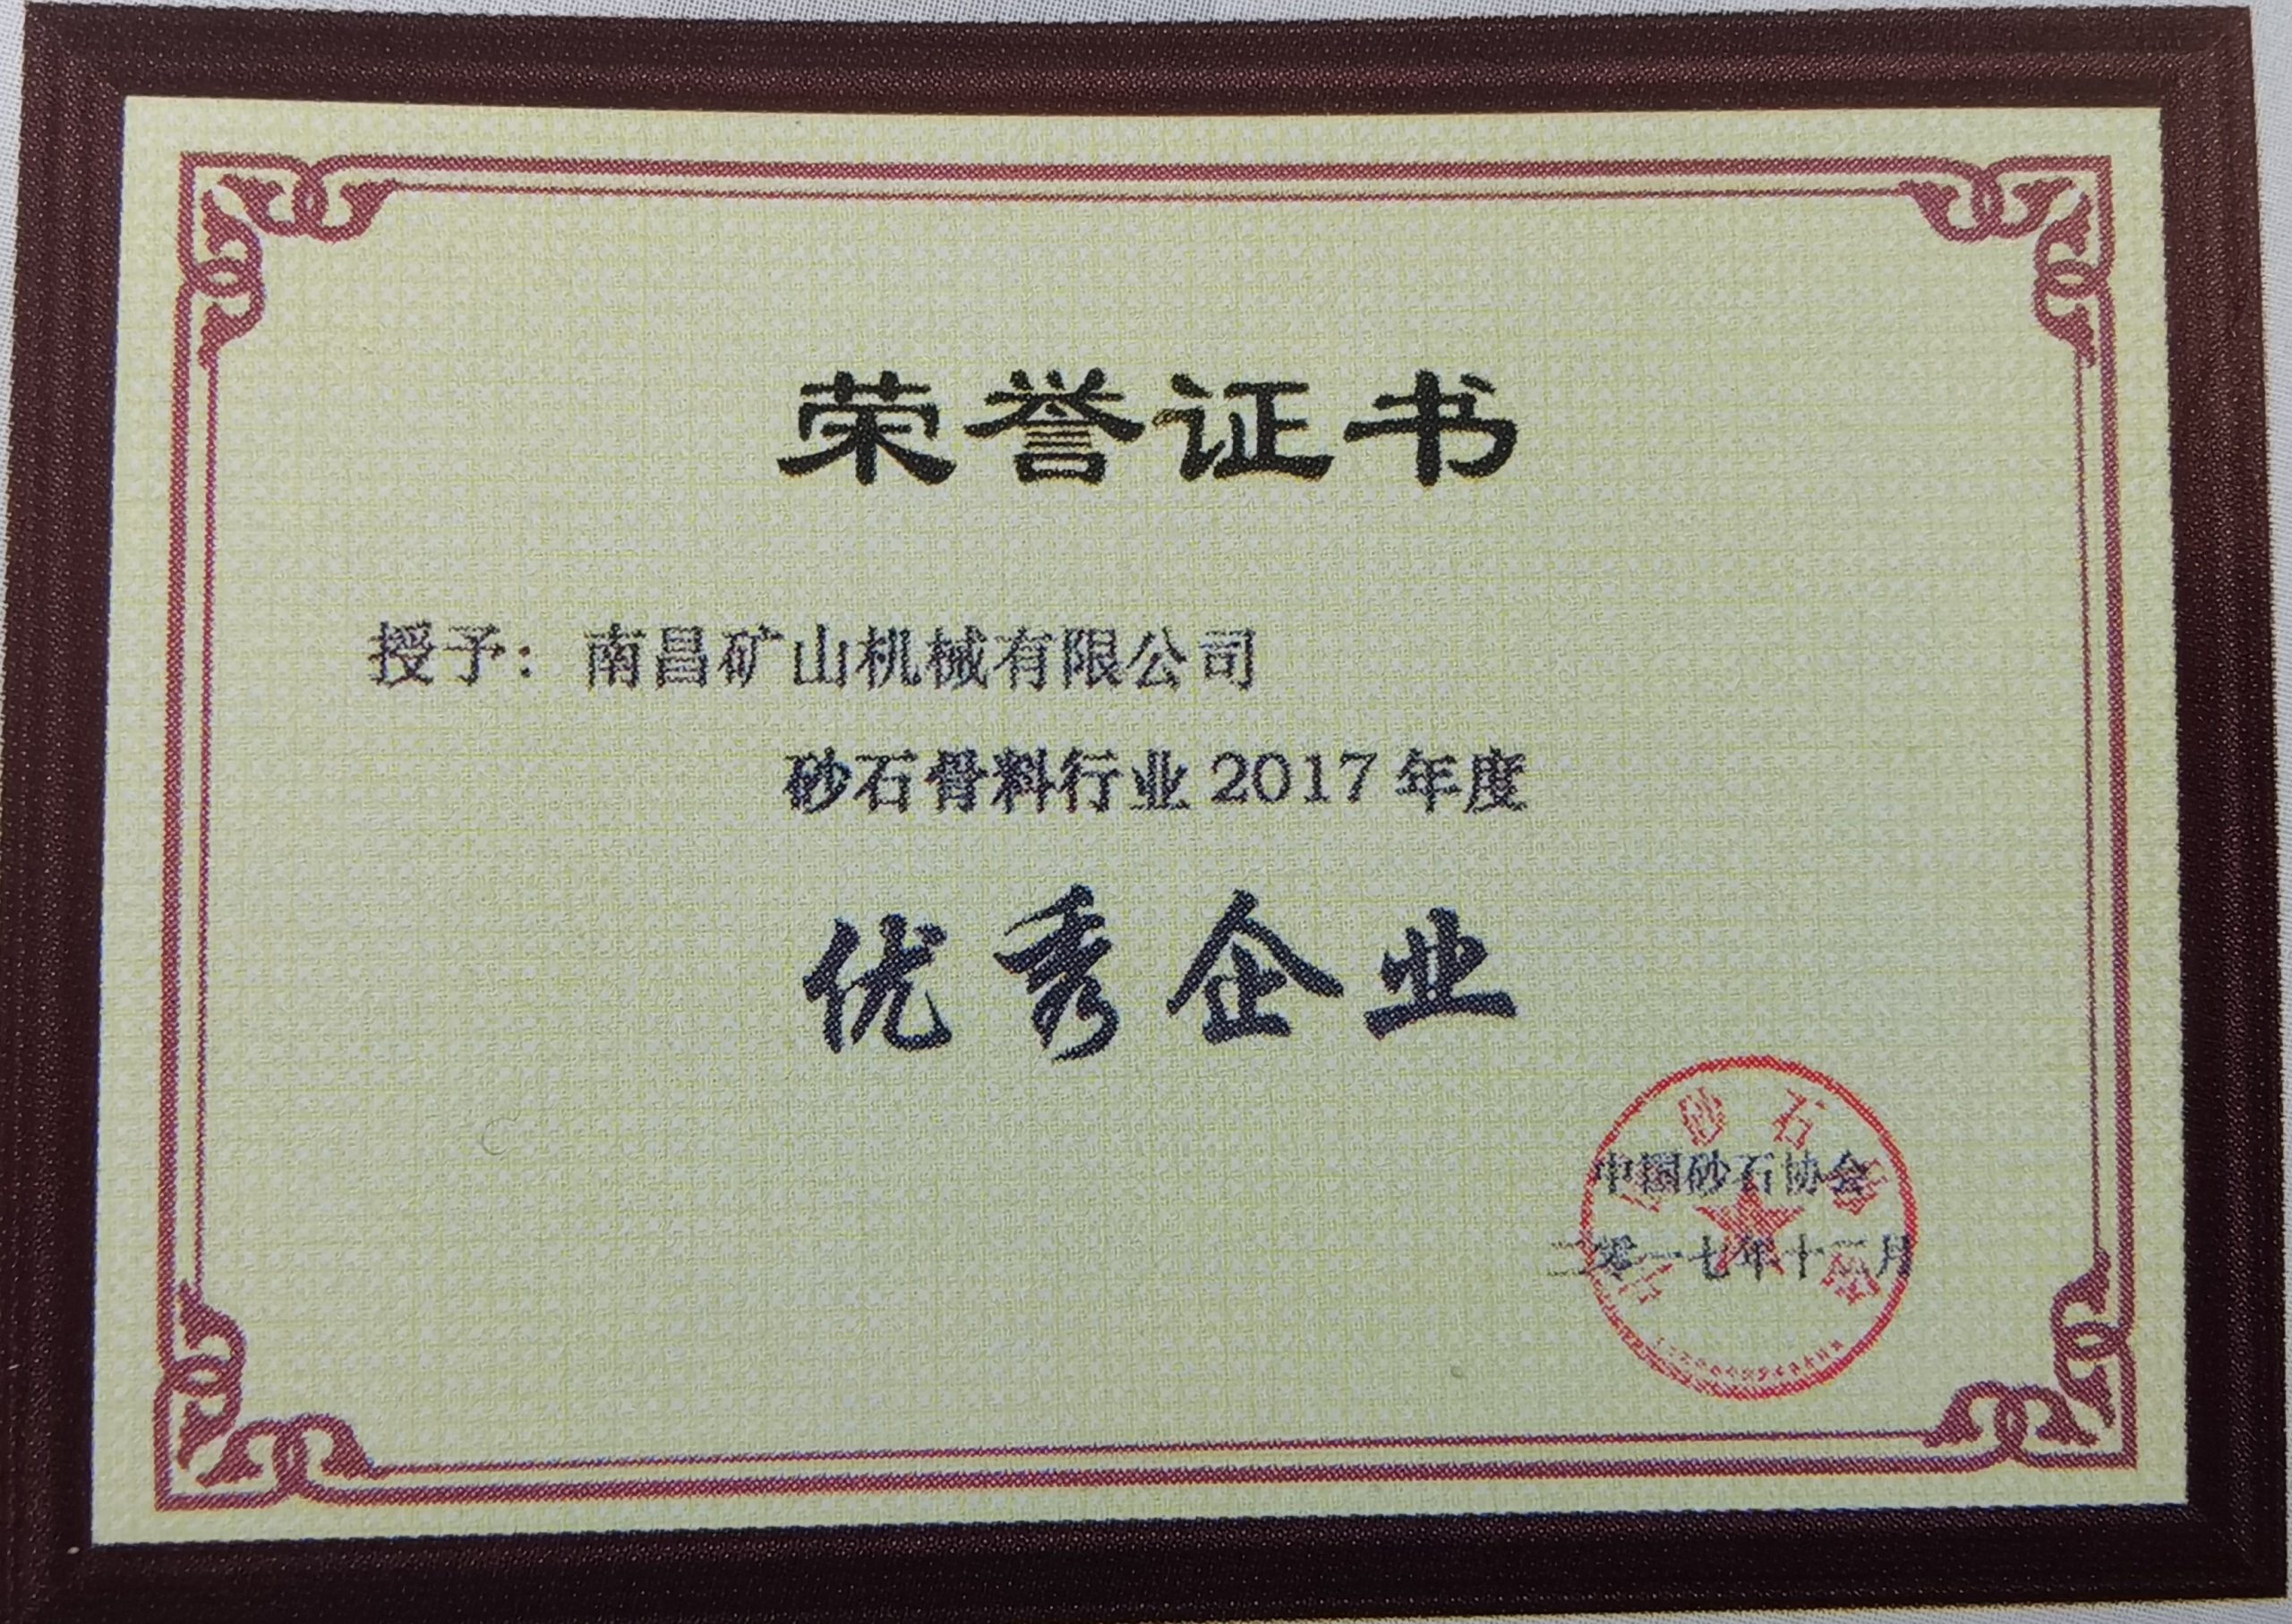 荣誉证书
授予：南昌矿山机械有限公司
砂石骨料行业2017年度
优秀企业
中国砂石协会
二零一七年十二月